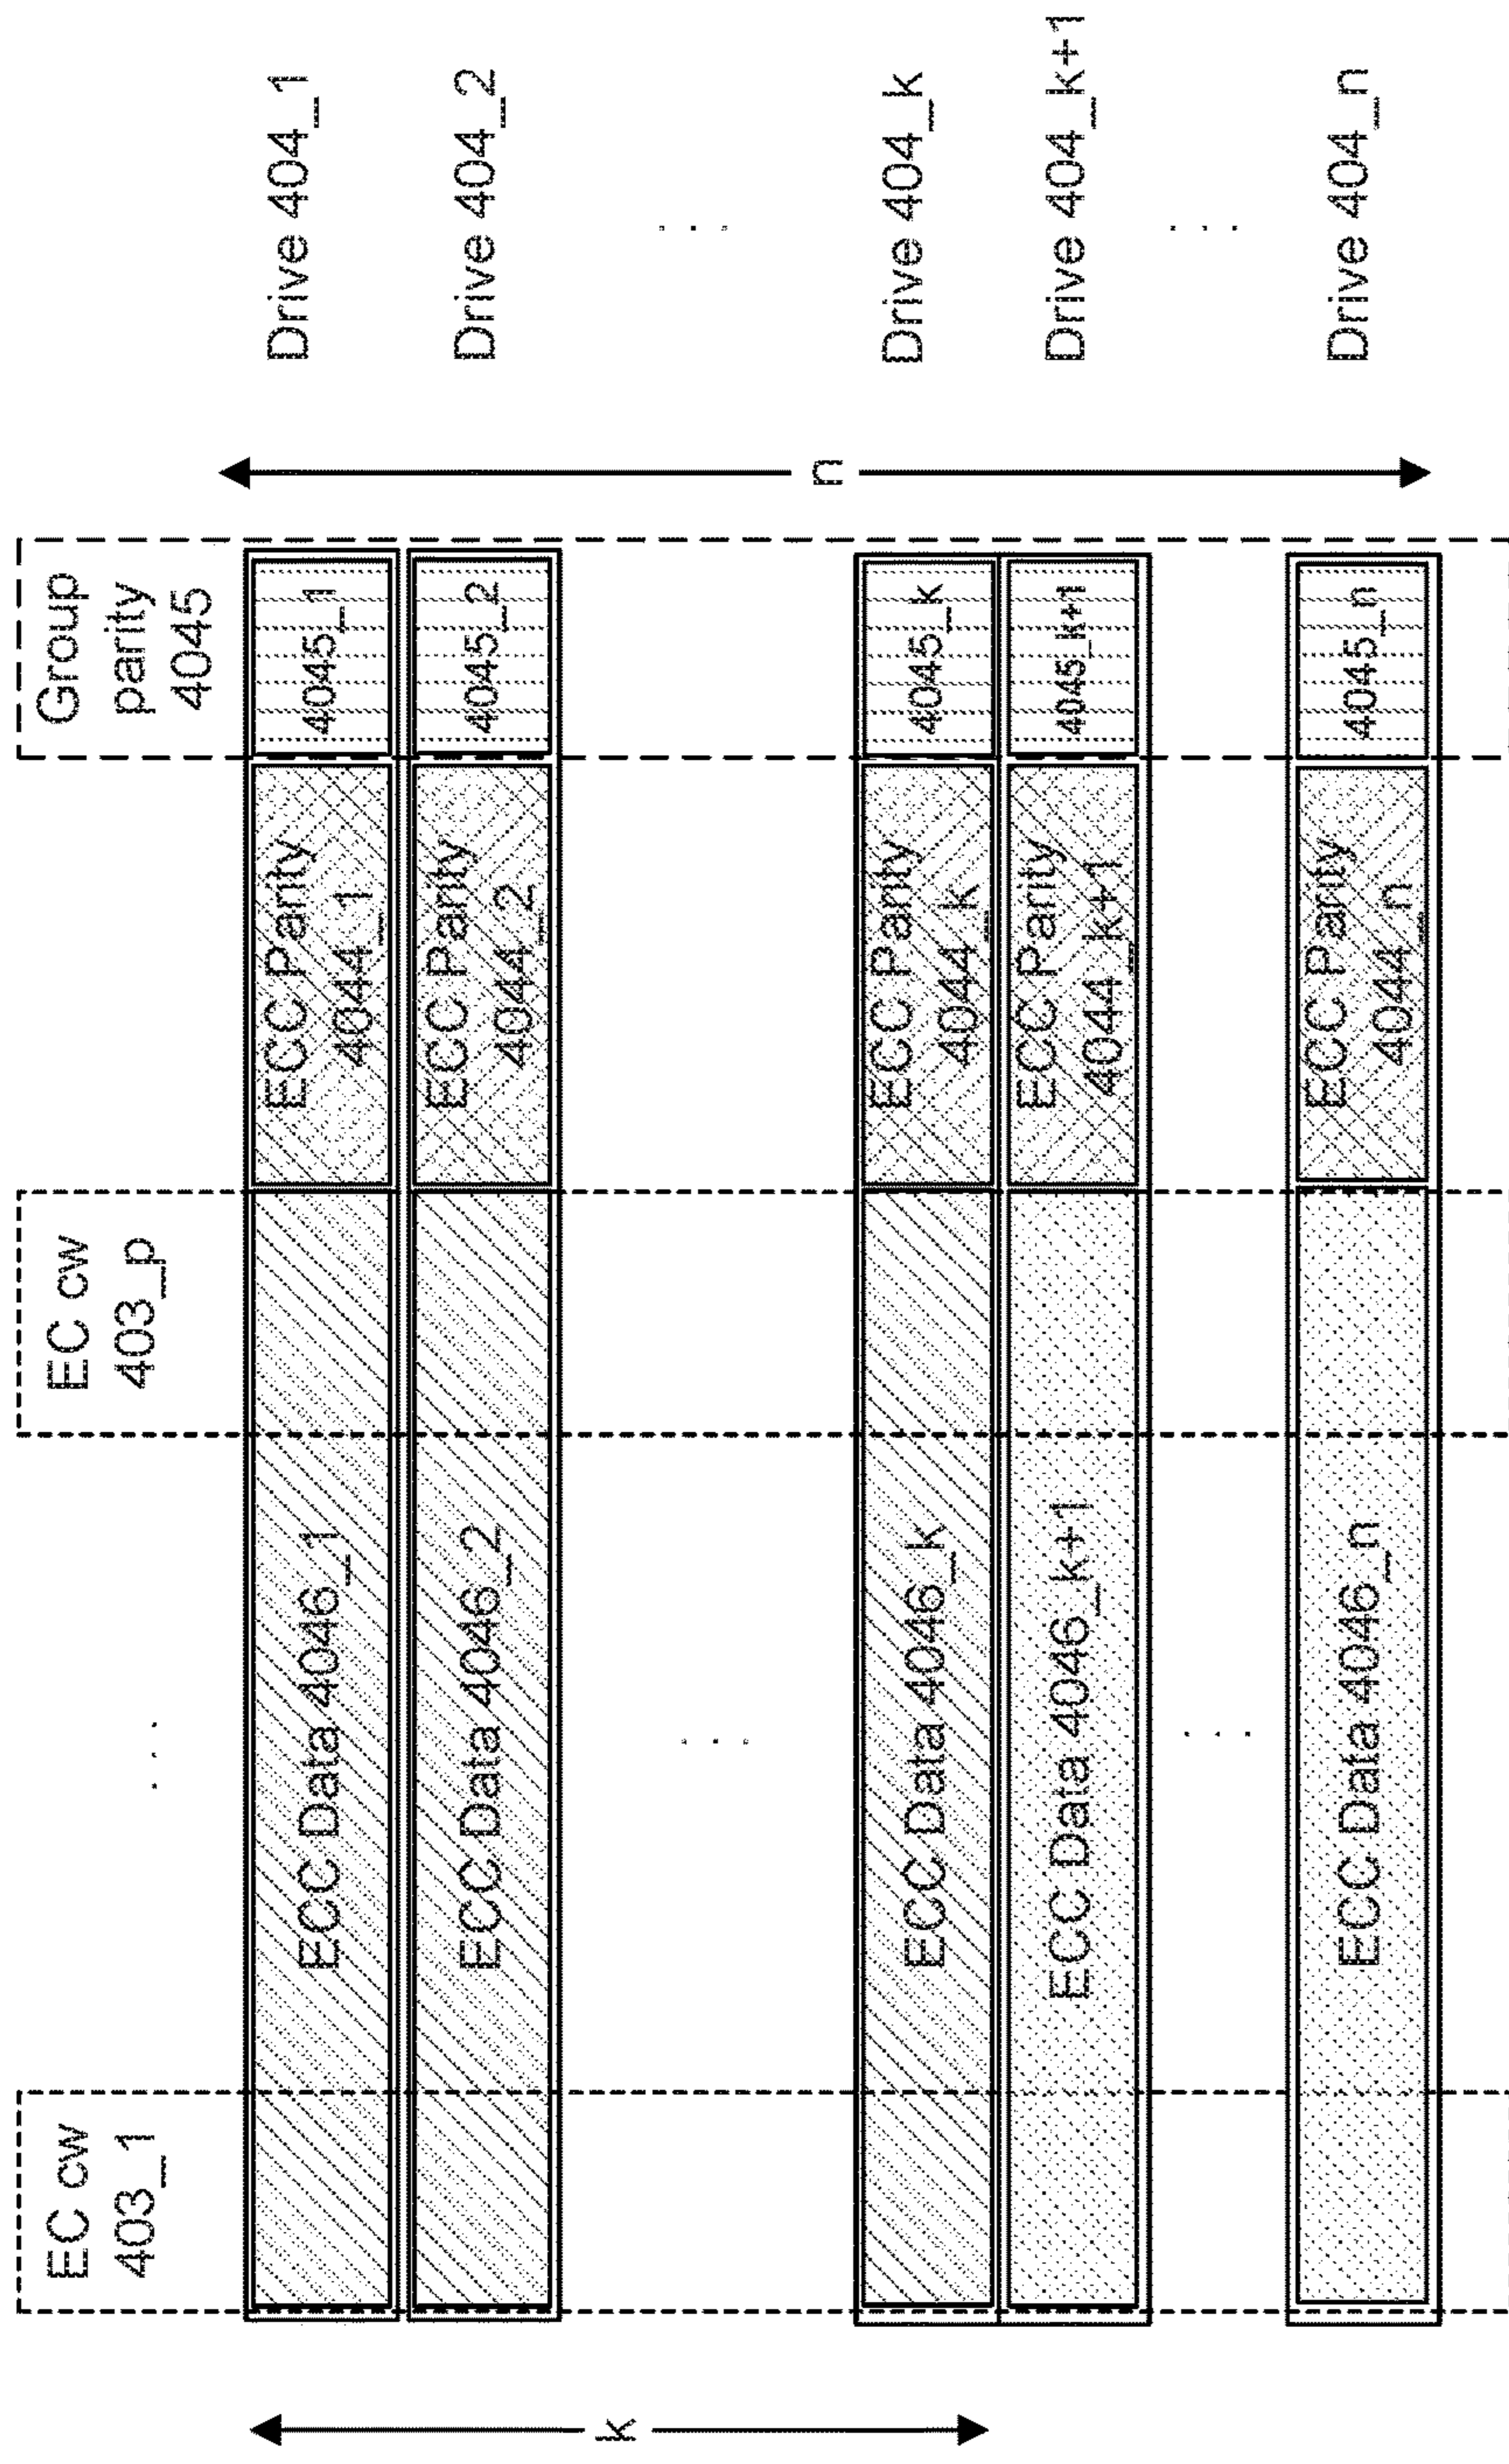 EC cw
403_1
. . .
EC cw
403_p
Group
parity
4045
ECC Data 4046_1
ECC Parity
4044_1
4045_1
Drive 404_1
ECC Data 4046_2
ECC Parity
4044_2
4045_2
Drive 404_2
k
. . .
. . .
n
ECC Data 4046_k
ECC Parity
4044_k
4045_k
Drive 404_k
ECC Data 4046_k+1
ECC Parity
4044_k+1
4045_k+1
Drive 404_k+1
. . .
. . .
ECC Data 4046_n
ECC Parity
4044_n
4045_n
Drive 404_n